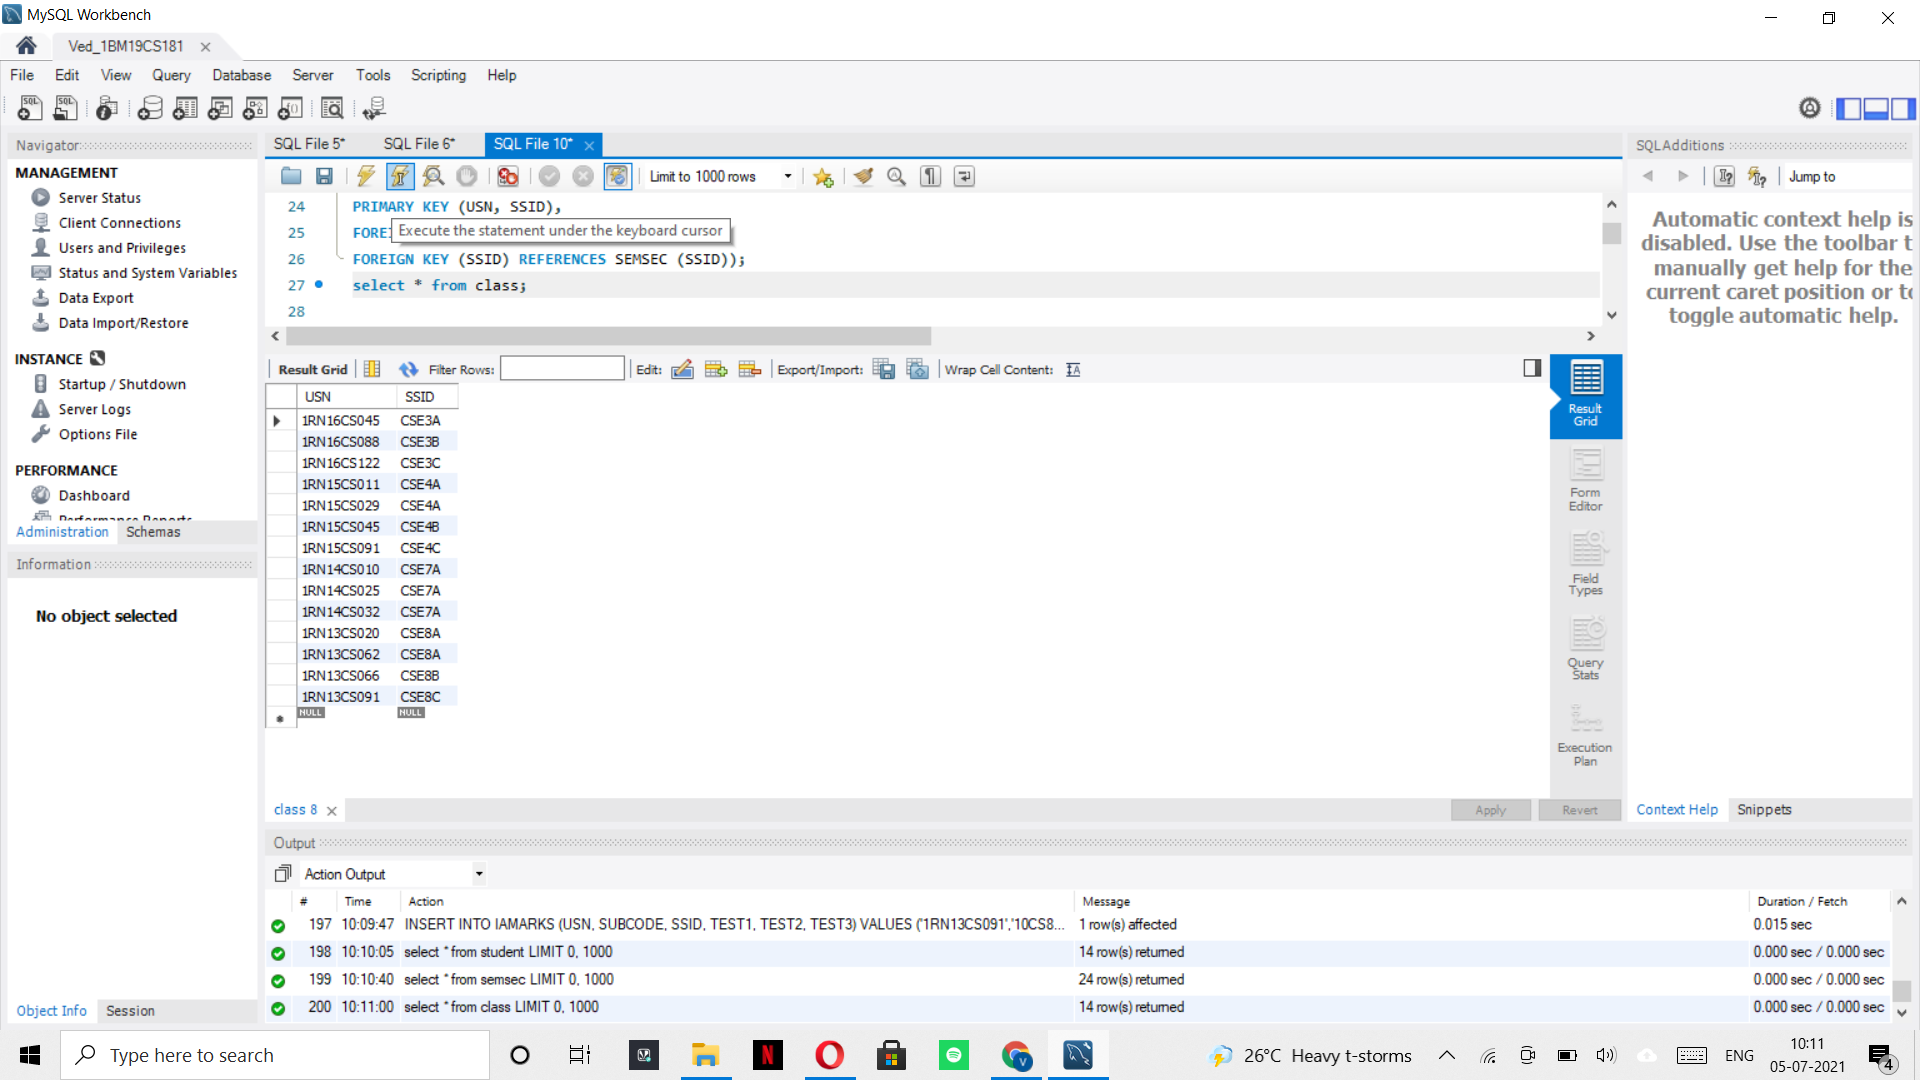 MySQL Workbench
Ved_1BM19CS181
File Edit View Query Database Server Tools Scripting Help
Navigator
MANAGEMENT
Server Status
Client Connections
Users and Privileges
Status and System Variables
Data Export
Data Import/Restore
INSTANCE
Startup / Shutdown
Server Logs
Options File
PERFORMANCE
Dashboard
Performance Reports
Administration Schemas
Information
No object selected
Object Info Session
SQL File 5* SQL File 6* SQL File 10*
Limit to 1000 rows
24 PRIMARY KEY (USN, SSID),
25 FOREI
Execute the statement under the keyboard cursor
26 FOREIGN KEY (SSID) REFERENCES SEMSEC (SSID));
27 select * from class;
28
Result Grid Filter Rows: Edit: Export/Import: Wrap Cell Content:
USN SSID
1RN16CS045 CSE3A
1RN16CS088 CSE3B
1RN16CS122 CSE3C
1RN15CS011 CSE4A
1RN15CS029 CSE4A
1RN15CS045 CSE4B
1RN15CS091 CSE4C
1RN14CS010 CSE7A
1RN14CS025 CSE7A
1RN14CS032 CSE7A
1RN13CS020 CSE8A
1RN13CS062 CSE8A
1RN13CS066 CSE8B
1RN13CS091 CSE8C
NULL NULL
Result
Grid
Form
Editor
Field
Types
Query
Stats
Execution
Plan
class 8
Apply Revert
SQLAdditions
Jump to
Automatic context help is
disabled. Use the toolbar t
manually get help for the
current caret position or to
toggle automatic help.
Context Help Snippets
Output
Action Output
# Time Action Message Duration / Fetch
197 10:09:47 INSERT INTO IAMARKS (USN, SUBCODE, SSID, TEST1, TEST2, TEST3) VALUES ('1RN13CS091','10CS8... 1 row(s) affected 0.015 sec
198 10:10:05 select * from student LIMIT 0, 1000 14 row(s) returned 0.000 sec / 0.000 sec
199 10:10:40 select * from semsec LIMIT 0, 1000 24 row(s) returned 0.000 sec / 0.000 sec
200 10:11:00 select * from class LIMIT 0, 1000 14 row(s) returned 0.000 sec / 0.000 sec
Type here to search
26°C Heavy t-storms
ENG
10:11
05-07-2021
4